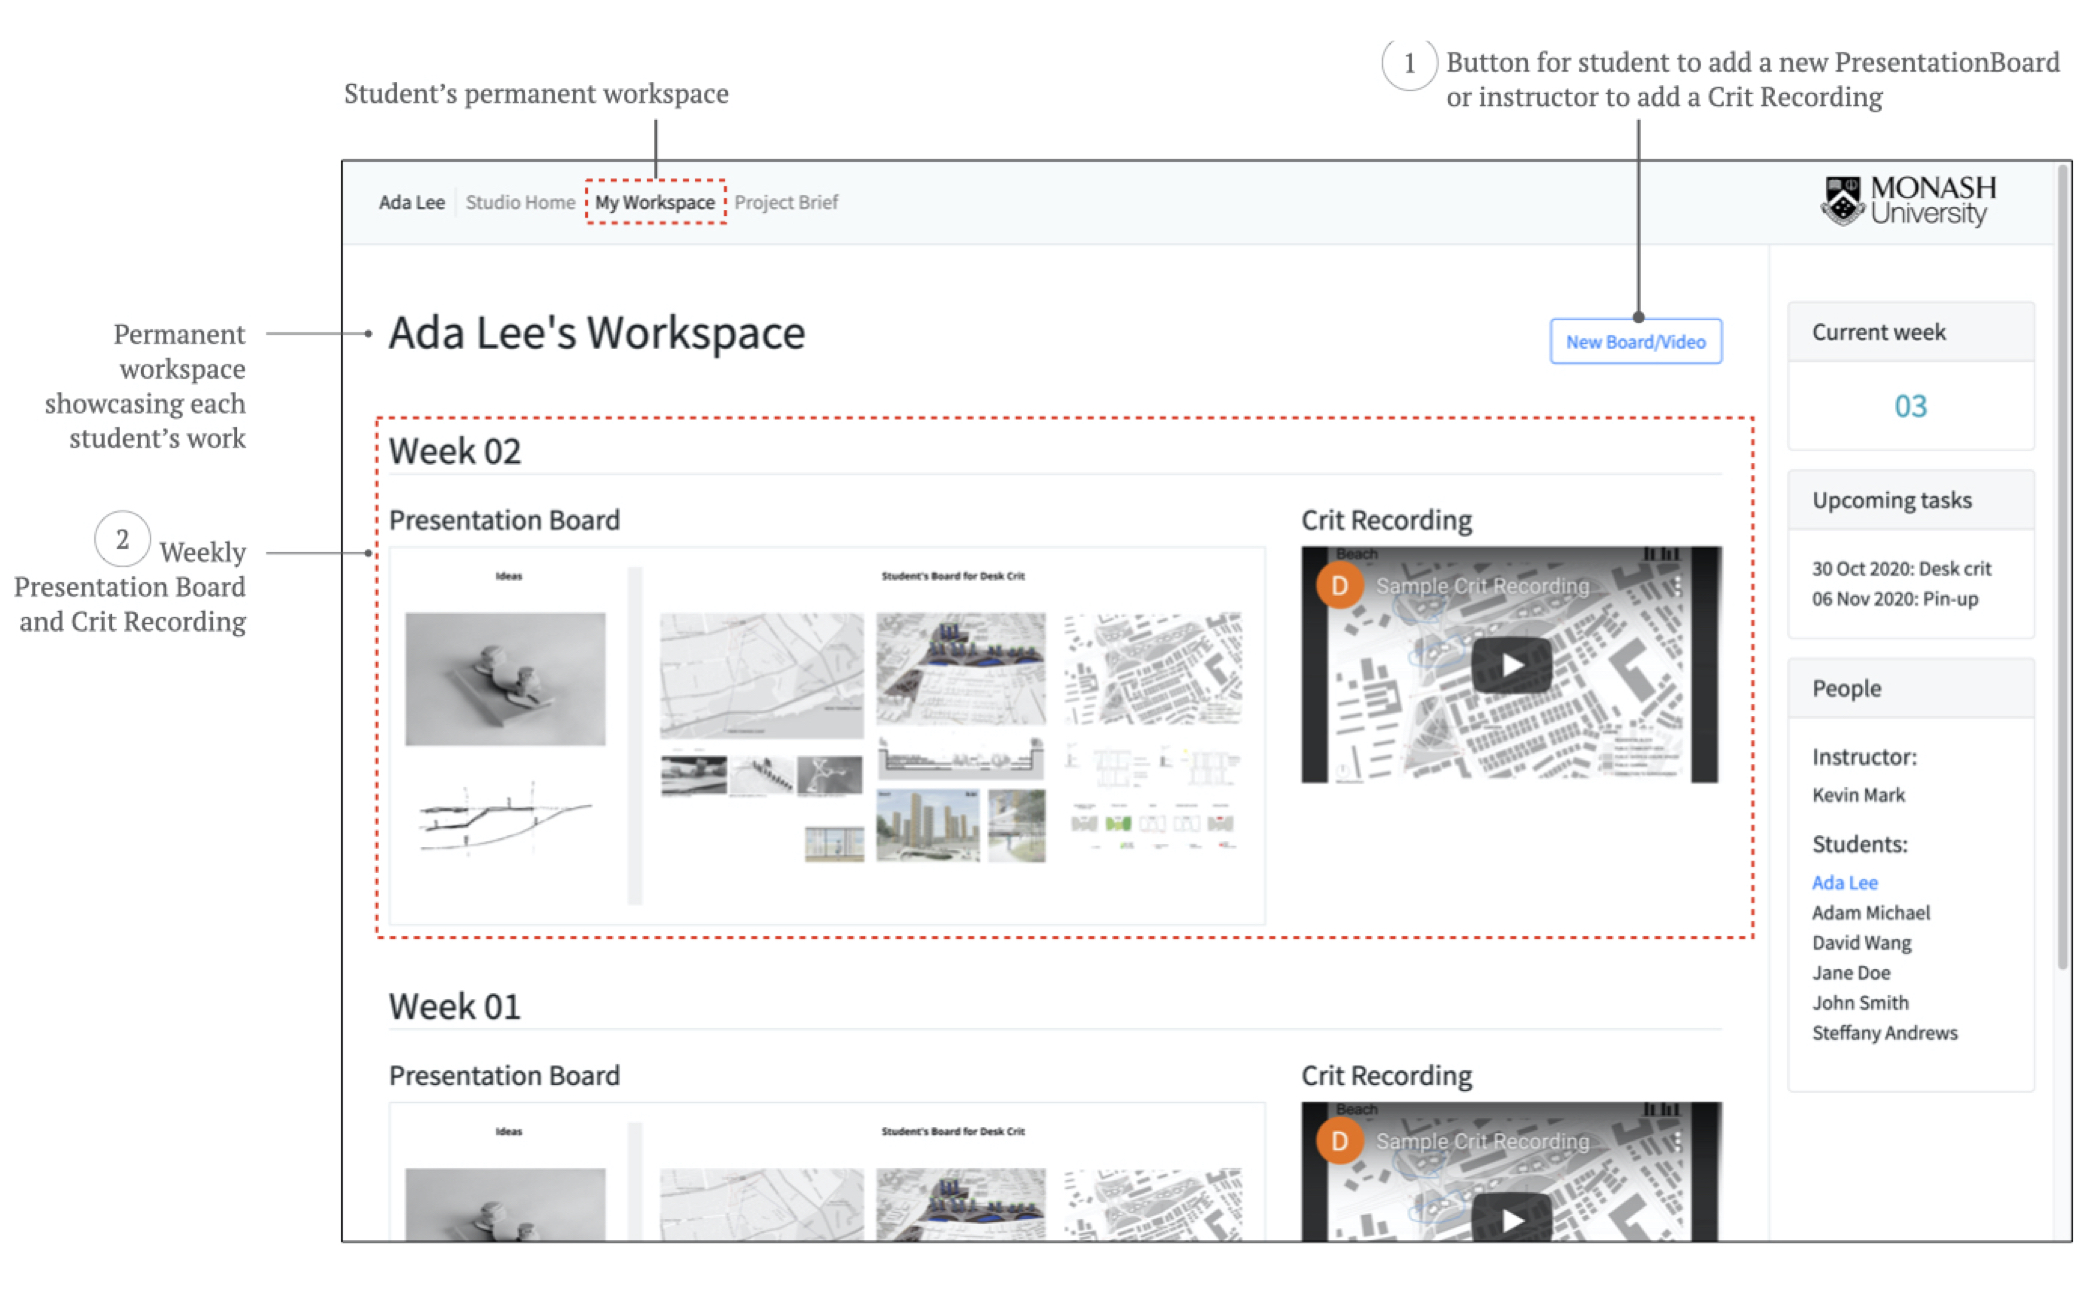 1
Button for student to add a new PresentationBoard
or instructor to add a Crit Recording
Student's permanent workspace
Ada Lee
Studio Home
My Workspace
Project Brief
MONASH
University
Permanent
workspace
showcasing each
student's work
Ada Lee's Workspace
New Board/Video
Current week
03
Week 02
2
Weekly
Presentation Board
and Crit Recording
Presentation Board
Ideas
Student's Board for Desk Crit
Crit Recording
Beach
D
Sample Crit Recording
Upcoming tasks
30 Oct 2020: Desk crit
06 Nov 2020: Pin-up
People
Instructor:
Kevin Mark
Students:
Ada Lee
Adam Michael
David Wang
Jane Doe
John Smith
Steffany Andrews
Week 01
Presentation Board
Ideas
Student's Board for Desk Crit
Crit Recording
Beach
D
Sample Crit Recording